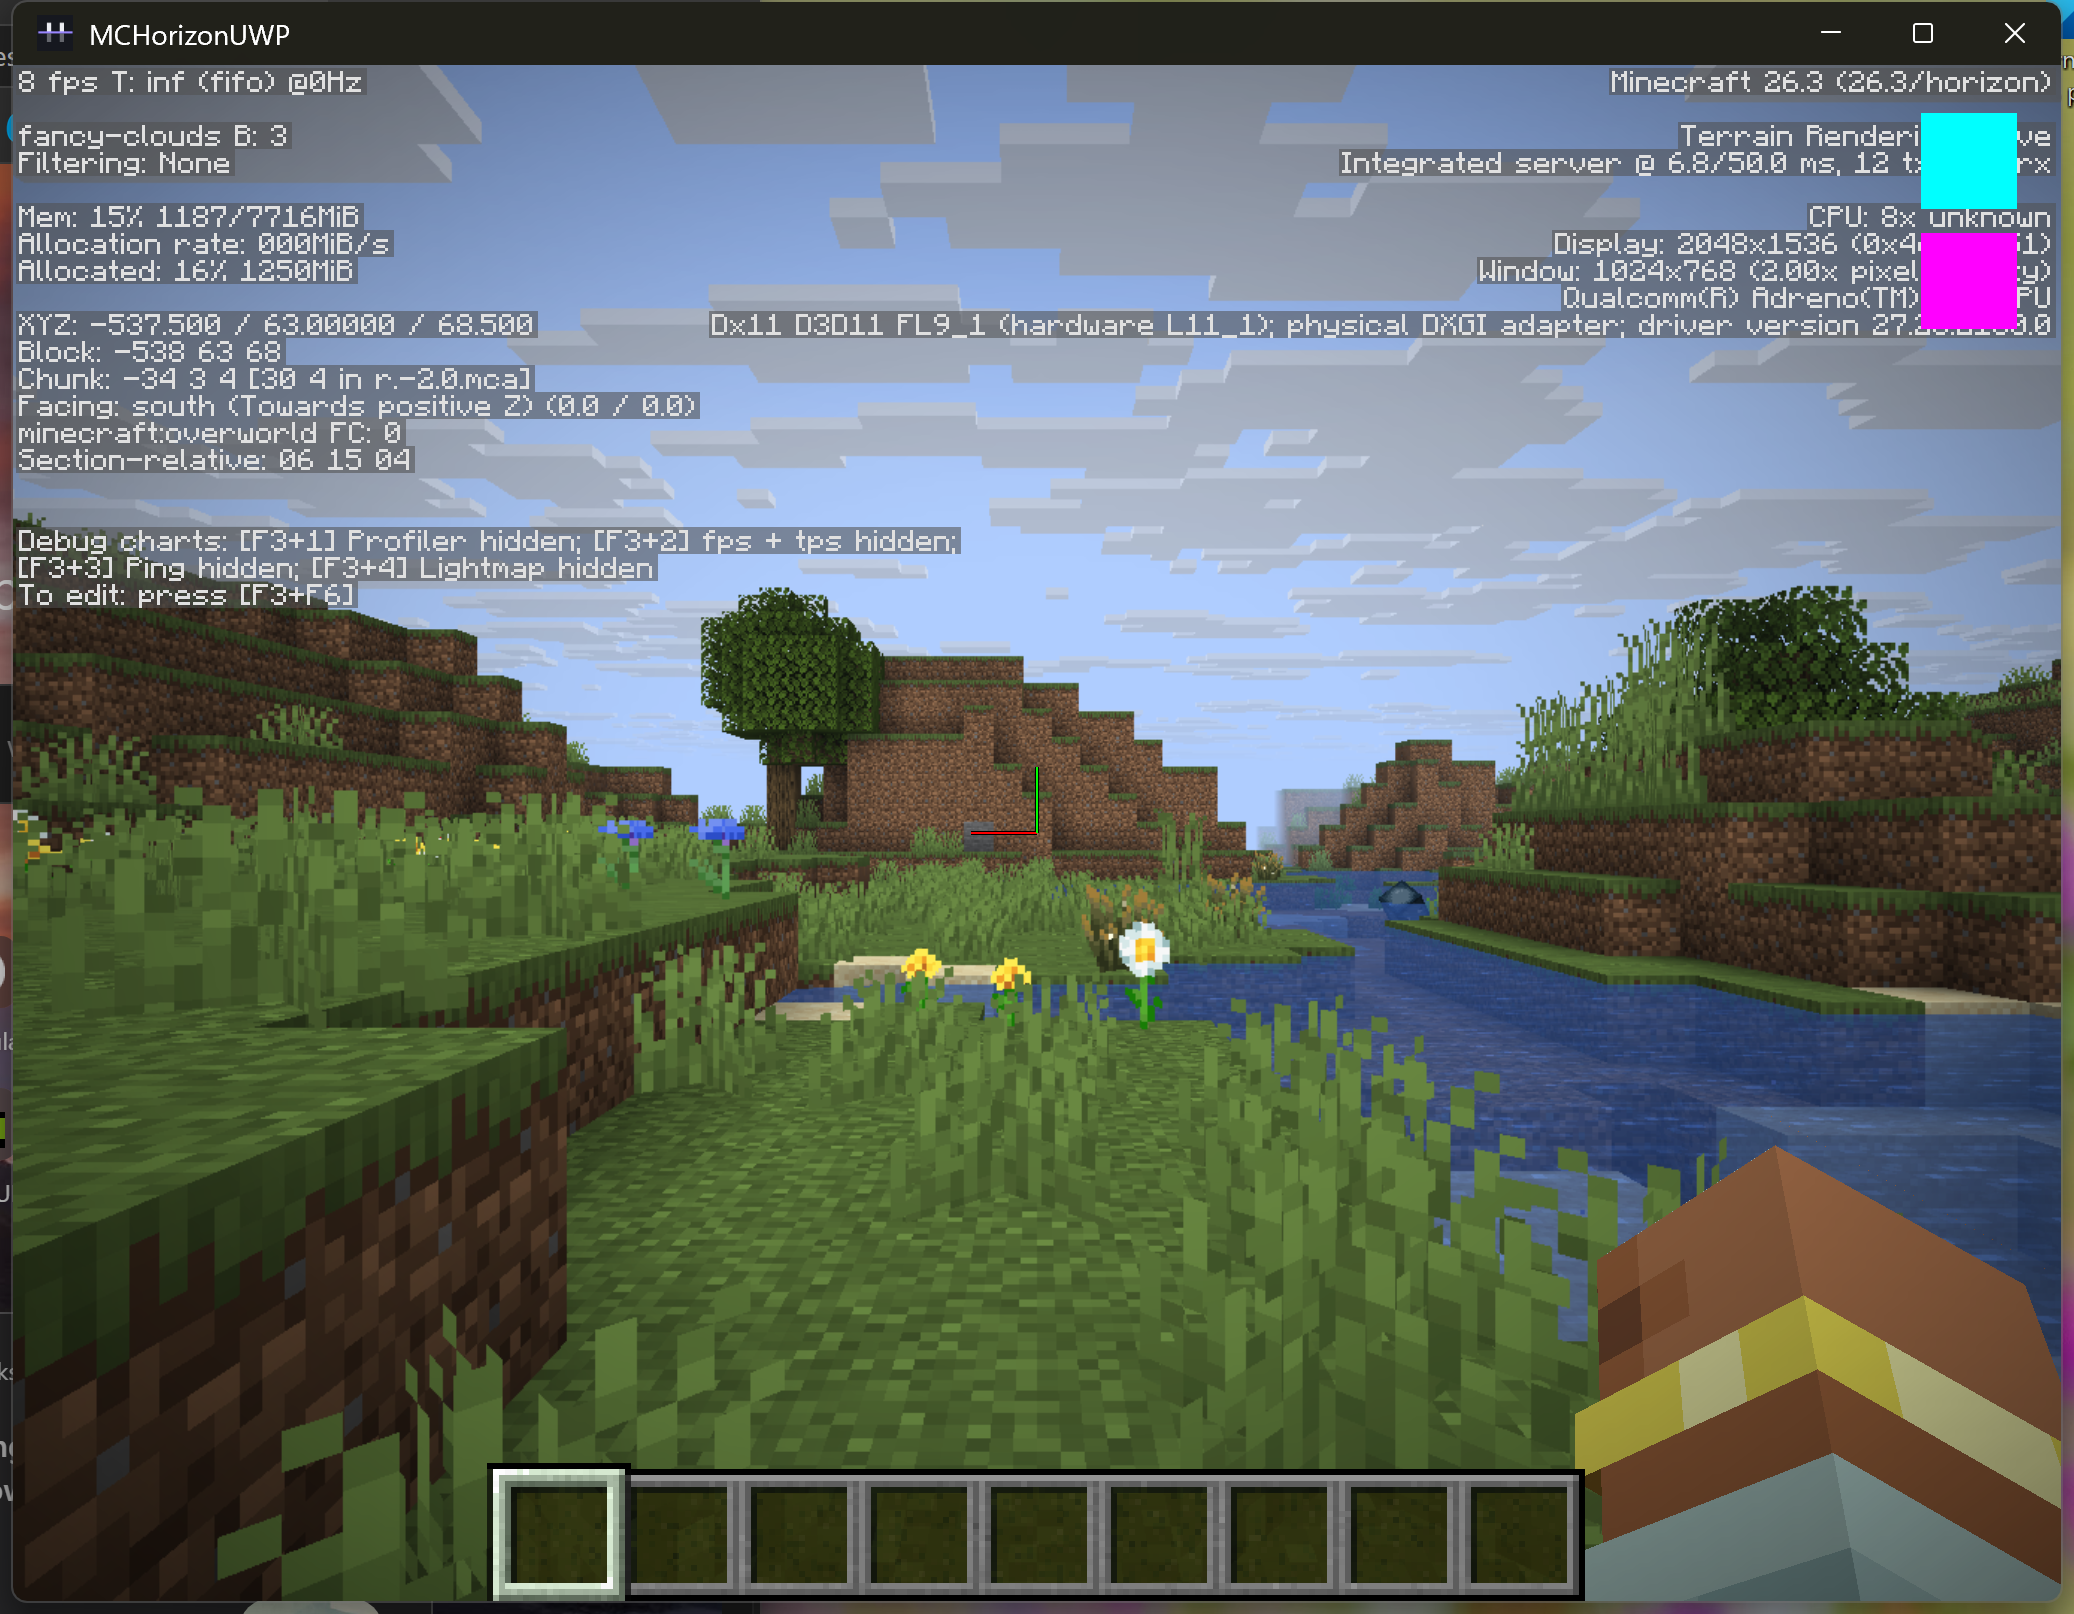 MCHorizonUWP
8 fps T: inf (fifo) @0Hz
fancy-clouds B: 3
Filtering: None
Mem: 15% 1187/7716MiB
Allocation rate: 000MiB/s
Allocated: 16% 1250MiB
XYZ: -537.500 / 63.00000 / 68.500
Block: -538 63 68
Chunk: -34 3 4 [30 4 in r.-2.0.mca]
Facing: south (Towards positive Z) (0.0 / 0.0)
minecraft:overworld FC: 0
Section-relative: 06 15 04
Debug charts: [F3+1] Profiler hidden; [F3+2] fps + tps hidden;
[F3+3] Ping hidden; [F3+4] Lightmap hidden
To edit: press [F3+F6]
Minecraft 26.3 (26.3/horizon)
Terrain
Integrated server @ 6.8/50.0 ms, 12
CPU: 8x unknown
Display: 2048x1536
Window: 1024x768 (2.00x
Qualcomm(R) Adreno(TM)
Dx11 D3D11 FL9_1 (hardware L11_1); physical DXGI adapter; driver version